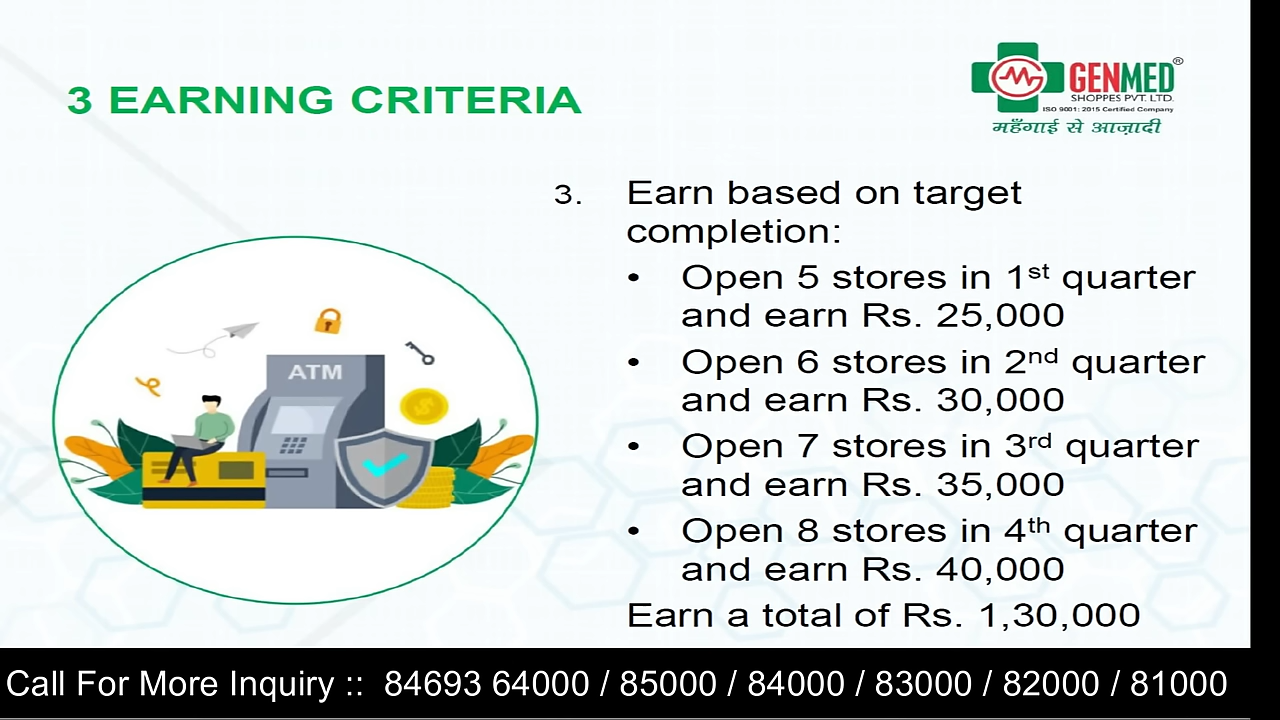 3 EARNING CRITERIA
GENMED®
SHOPPES PVT. LTD.
ISO 9001: 2015 Certified Company
महँगाई से आज़ादी
3. Earn based on target
completion:
• Open 5 stores in 1st quarter
and earn Rs. 25,000
• Open 6 stores in 2nd quarter
and earn Rs. 30,000
• Open 7 stores in 3rd quarter
and earn Rs. 35,000
• Open 8 stores in 4th quarter
and earn Rs. 40,000
Earn a total of Rs. 1,30,000
ATM
Call For More Inquiry :: 84693 64000 / 85000 / 84000 / 83000 / 82000 / 81000